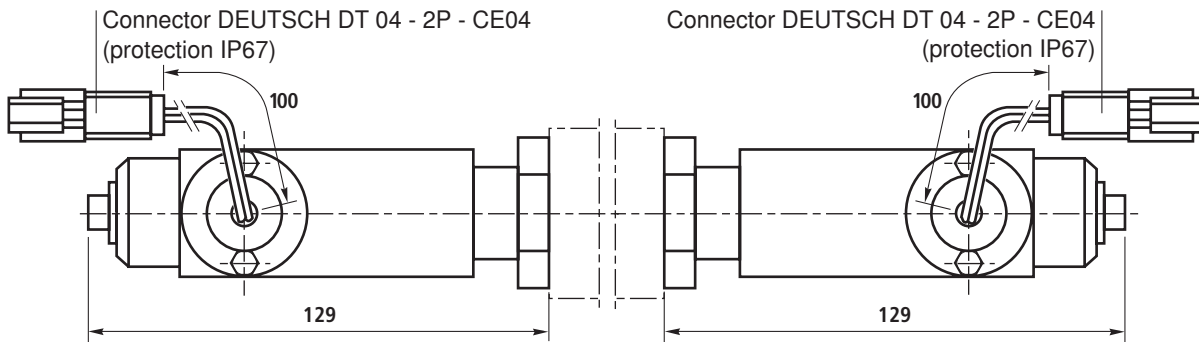 Connector DEUTSCH DT 04 - 2P - CE04
(protection IP67)
Connector DEUTSCH DT 04 - 2P - CE04
(protection IP67)
100
100
129
129